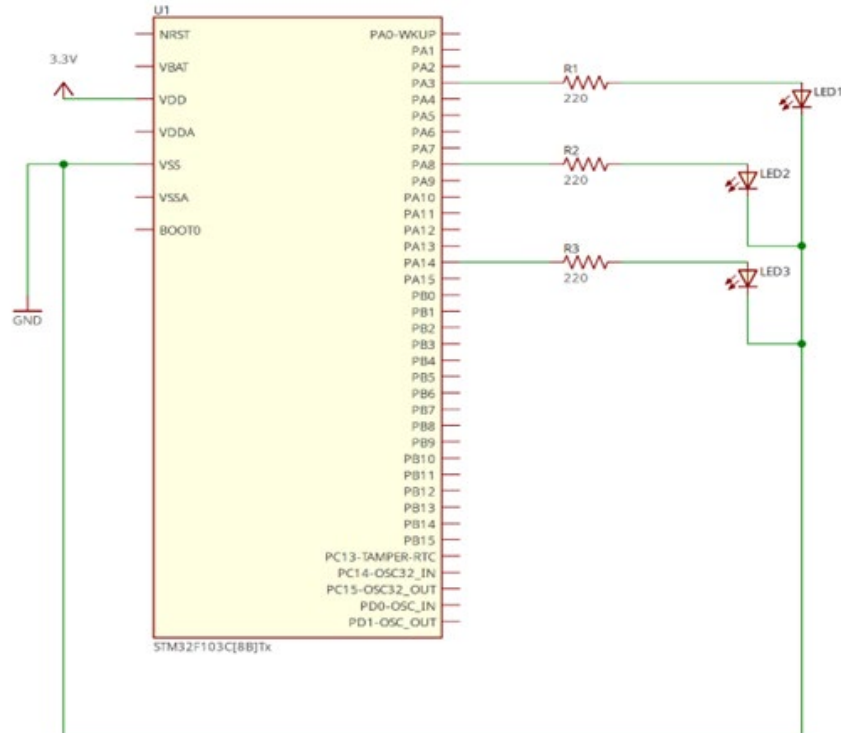 U1
3.3V
NRST
VBAT
VDD
VDDA
VSS
VSSA
BOOT0
GND
PA0-WKUP
PA1
PA2
PA3
PA4
PA5
PA6
PA7
PA8
PA9
PA10
PA11
PA12
PA13
PA14
PA15
PB0
PB1
PB2
PB3
PB4
PB5
PB6
PB7
PB8
PB9
PB10
PB11
PB12
PB13
PB14
PB15
PC13-TAMPER-RTC
PC14-OSC32_IN
PC15-OSC32_OUT
PD0-OSC_IN
PD1-OSC_OUT
STM32F103C[8B]Tx
R1
220
LED1
R2
220
LED2
R3
220
LED3